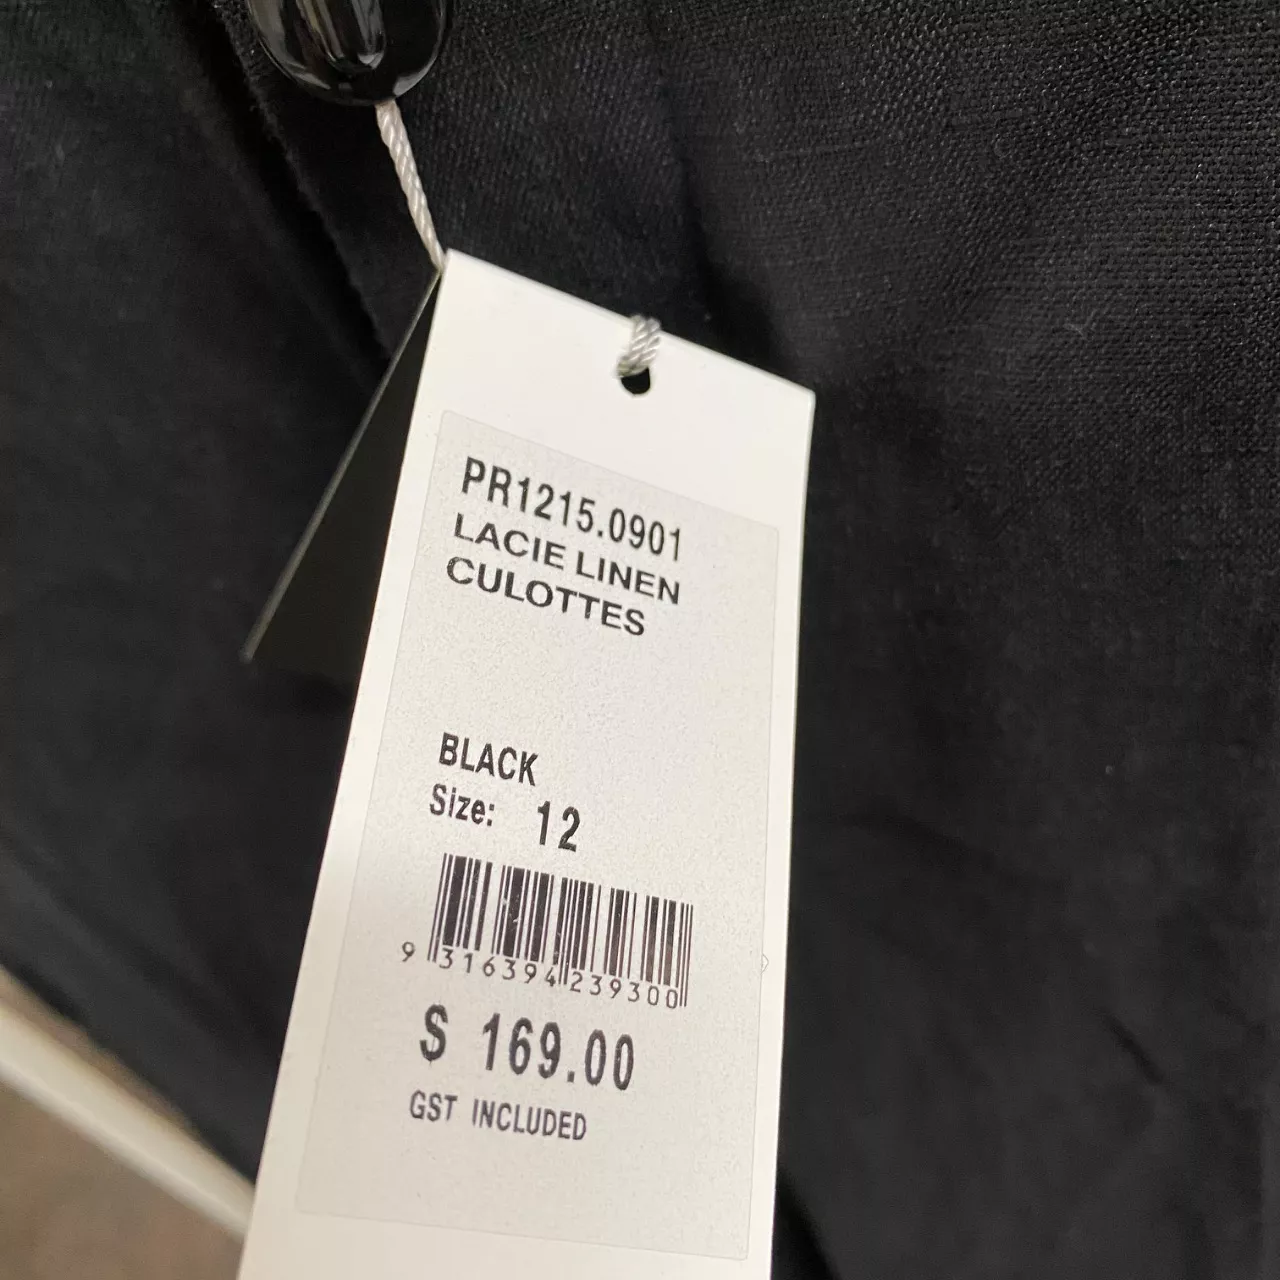 PR1215.0901
LACIE LINEN
CULOTTES
BLACK
Size: 12
9 316394 239300
$ 169.00
GST INCLUDED